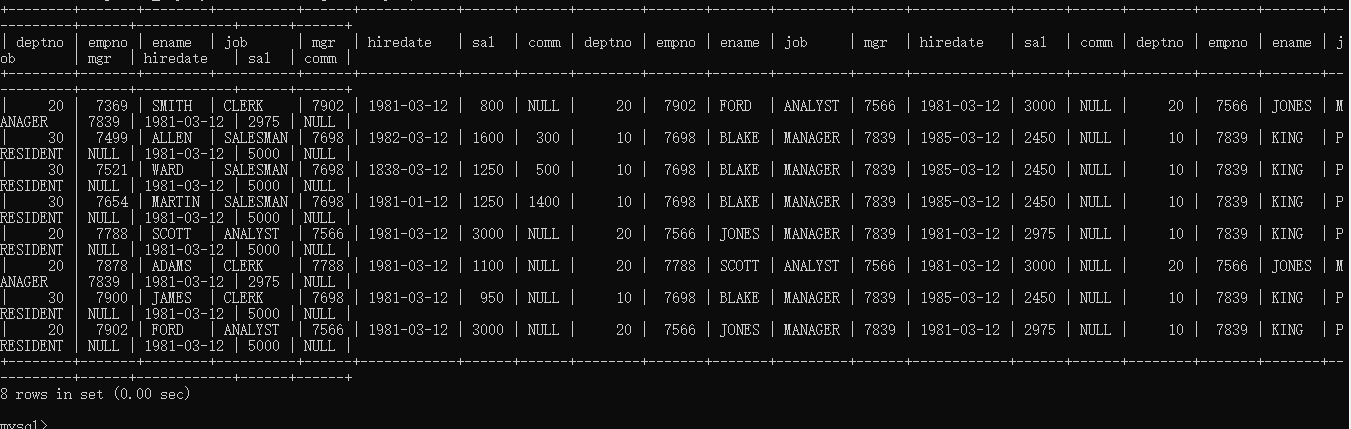 +---------+-------+--------+----------+------+------------+------+------+--------+-------+-------+---------+------+------------+------+------+--------+-------+-------+--
---------+------+------------+------+------+
| deptno | empno | ename | job | mgr | hiredate | sal | comm | deptno | empno | ename | job | mgr | hiredate | sal | comm | deptno | empno | ename | j
ob | mgr | hiredate | sal | comm |
+---------+-------+--------+----------+------+------------+------+------+--------+-------+-------+---------+------+------------+------+------+--------+-------+-------+--
---------+------+------------+------+------+
| 20 | 7369 | SMITH | CLERK | 7902 | 1981-03-12 | 800 | NULL | 20 | 7902 | FORD | ANALYST | 7566 | 1981-03-12 | 3000 | NULL | 20 | 7566 | JONES | M
ANAGER | 7839 | 1981-03-12 | 2975 | NULL |
| 30 | 7499 | ALLEN | SALESMAN | 7698 | 1982-03-12 | 1600 | 300 | 10 | 7698 | BLAKE | MANAGER | 7839 | 1985-03-12 | 2450 | NULL | 10 | 7839 | KING | P
RESIDENT | NULL | 1981-03-12 | 5000 | NULL |
| 30 | 7521 | WARD | SALESMAN | 7698 | 1838-03-12 | 1250 | 500 | 10 | 7698 | BLAKE | MANAGER | 7839 | 1985-03-12 | 2450 | NULL | 10 | 7839 | KING | P
RESIDENT | NULL | 1981-03-12 | 5000 | NULL |
| 30 | 7654 | MARTIN | SALESMAN | 7698 | 1981-01-12 | 1250 | 1400 | 10 | 7698 | BLAKE | MANAGER | 7839 | 1985-03-12 | 2450 | NULL | 10 | 7839 | KING | P
RESIDENT | NULL | 1981-03-12 | 5000 | NULL |
| 20 | 7788 | SCOTT | ANALYST | 7566 | 1981-03-12 | 3000 | NULL | 20 | 7566 | JONES | MANAGER | 7839 | 1981-03-12 | 2975 | NULL | 10 | 7839 | KING | P
RESIDENT | NULL | 1981-03-12 | 5000 | NULL |
| 20 | 7878 | ADAMS | CLERK | 7788 | 1981-03-12 | 1100 | NULL | 20 | 7788 | SCOTT | ANALYST | 7566 | 1981-03-12 | 3000 | NULL | 20 | 7566 | JONES | M
ANAGER | 7839 | 1981-03-12 | 2975 | NULL |
| 30 | 7900 | JAMES | CLERK | 7698 | 1981-03-12 | 950 | NULL | 10 | 7698 | BLAKE | MANAGER | 7839 | 1985-03-12 | 2450 | NULL | 10 | 7839 | KING | P
RESIDENT | NULL | 1981-03-12 | 5000 | NULL |
| 20 | 7902 | FORD | ANALYST | 7566 | 1981-03-12 | 3000 | NULL | 20 | 7566 | JONES | MANAGER | 7839 | 1981-03-12 | 2975 | NULL | 10 | 7839 | KING | P
RESIDENT | NULL | 1981-03-12 | 5000 | NULL |
+---------+-------+--------+----------+------+------------+------+------+--------+-------+-------+---------+------+------------+------+------+--------+-------+-------+--
---------+------+------------+------+------+
8 rows in set (0.00 sec)
mysql>